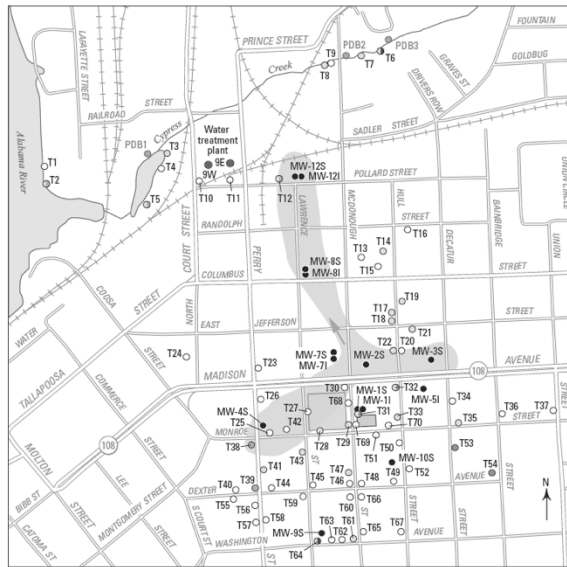 FOUNTAIN
PRINCE STREET
T9
PDB2
PDB3
T6
T7
T8
GOLDBUG
GRAVES ST
DRIVERS ROW
LAFAYETTE STREET
Creek
Cypress
RAILROAD STREET
SADLER STREET
Alabama River
PDB1
T3
T4
Water
treatment
plant
9E
9W
MW-12S
MW-12I
T1
T2
T5
T10
T11
T12
POLLARD STREET
UNION CIRCLE
RANDOLPH STREET
COURT STREET
PERRY
LAWRENCE
MCDONOUGH
HULL
DECATUR
BAINBRIDGE
UNION
T16
T14
T13
T15
MW-8S
MW-8I
COLUMBUS STREET
COOSA STREET
NORTH
T19
T17
T18
EAST JEFFERSON STREET
WATER
T21
T22
T20
T24
MW-7S
MW-7I
MW-2S
MW-3S
T23
MADISON AVENUE
108
TALLAPOOSA STREET
COMMERCE
T30
MW-1S
MW-1I
T32
MW-5I
T26
T68
T31
T34
T27
T33
T36
T37
MW-4S
T25
T42
T70
T35
MONROE STREET
T28
T29
T69
T38
T50
T51
T53
108
MOLTON
T43
MW-10S
T41
T47
T46
T48
T49
T52
T54
DEXTER AVENUE
T40
T39
T44
T45
ST
BIBB ST
LEE
T55
T56
T59
T60
T66
S COURT ST
MONTGOMERY STREET
T57
T58
MW-9S
T63
T62
T61
T65
T67
WASHINGTON AVENUE
T64
CATOMA ST
STREET
ST
N